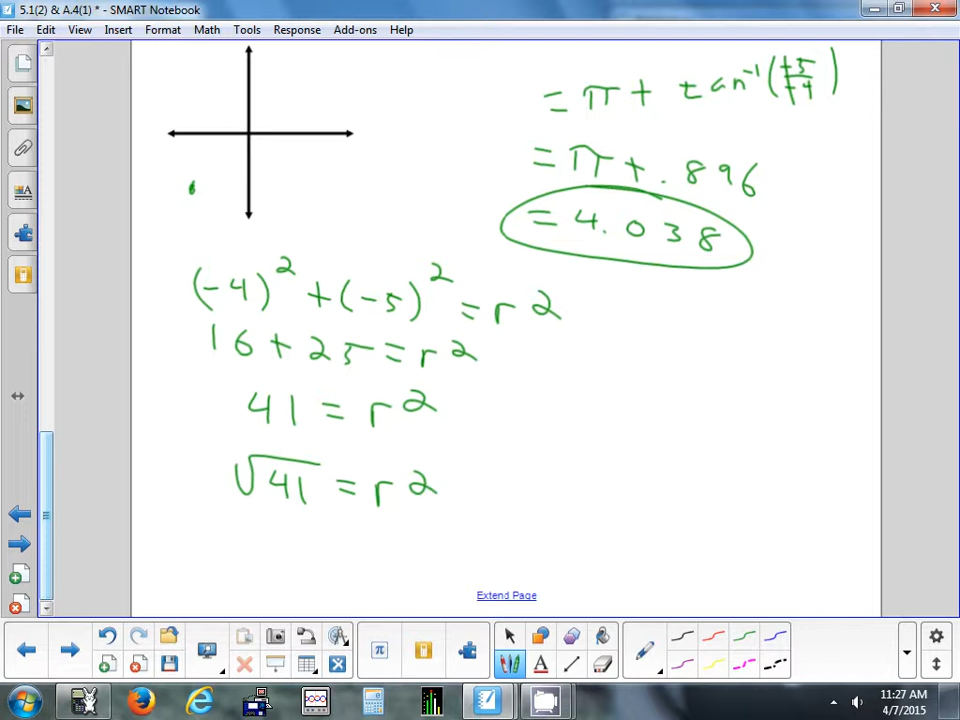 5.1(2) & A.4(1) * - SMART Notebook
File Edit View Insert Format Math Tools Response Add-ons Help
= π + tan⁻¹(-5/-4)
= π + .896
= 4.038
(-4)² + (-5)² = r²
16 + 25 = r²
41 = r²
√41 = r²
Extend Page
11:27 AM
4/7/2015